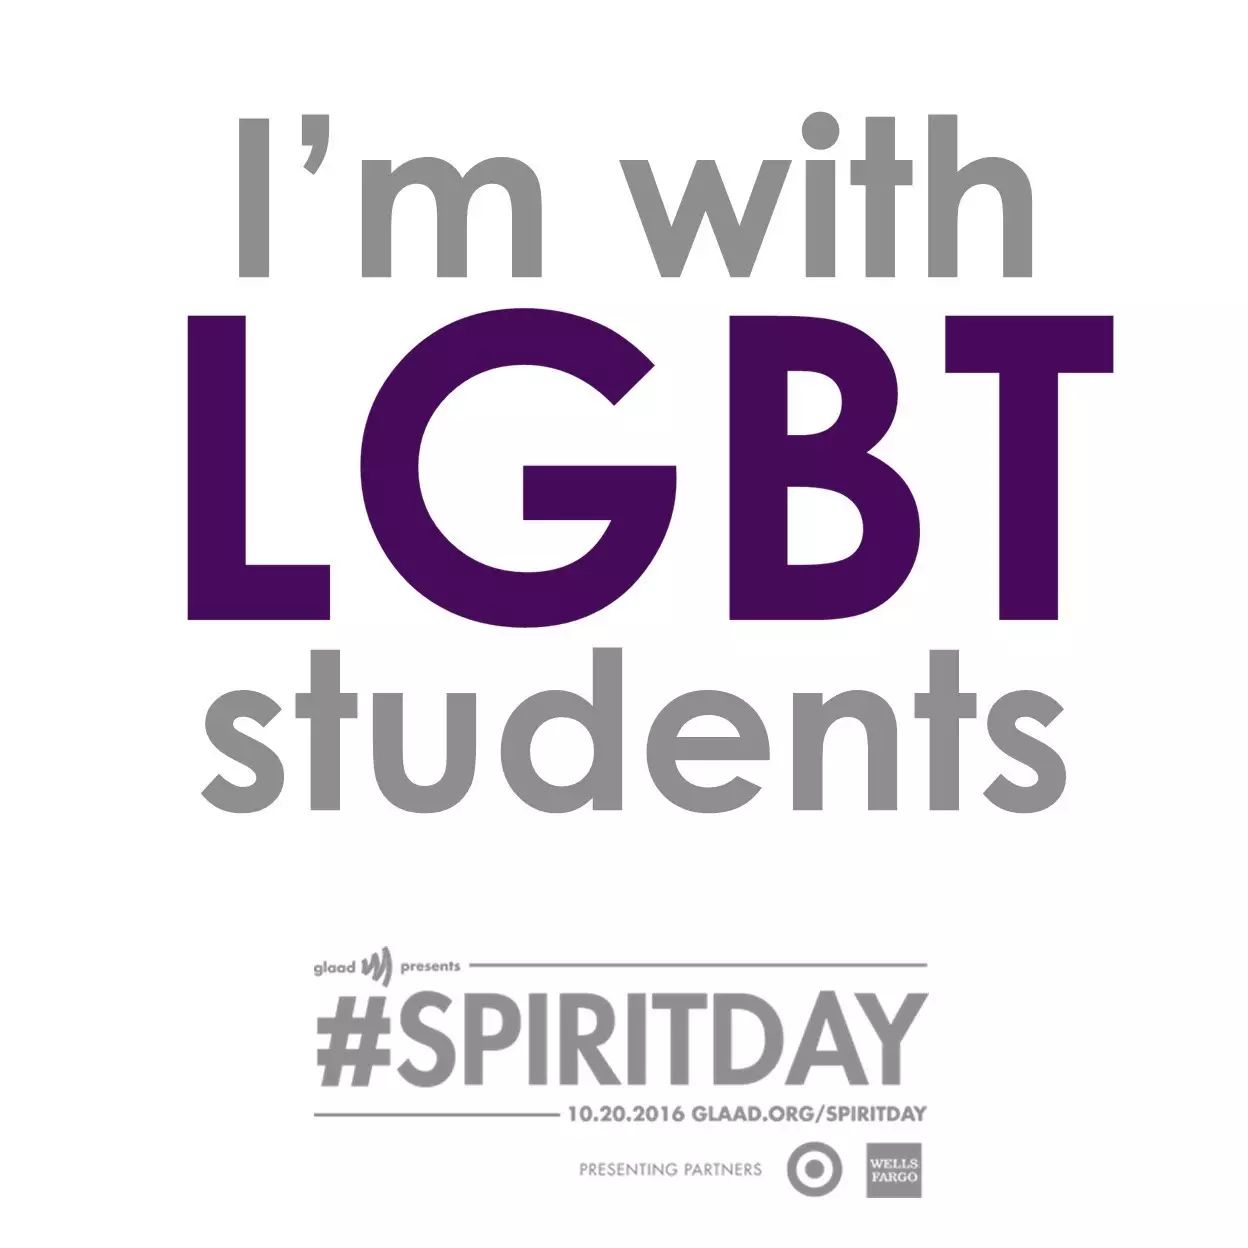 I’m with
LGBT
students
glaad presents
#SPIRITDAY
10.20.2016 GLAAD.ORG/SPIRITDAY
PRESENTING PARTNERS
WELLS
FARGO